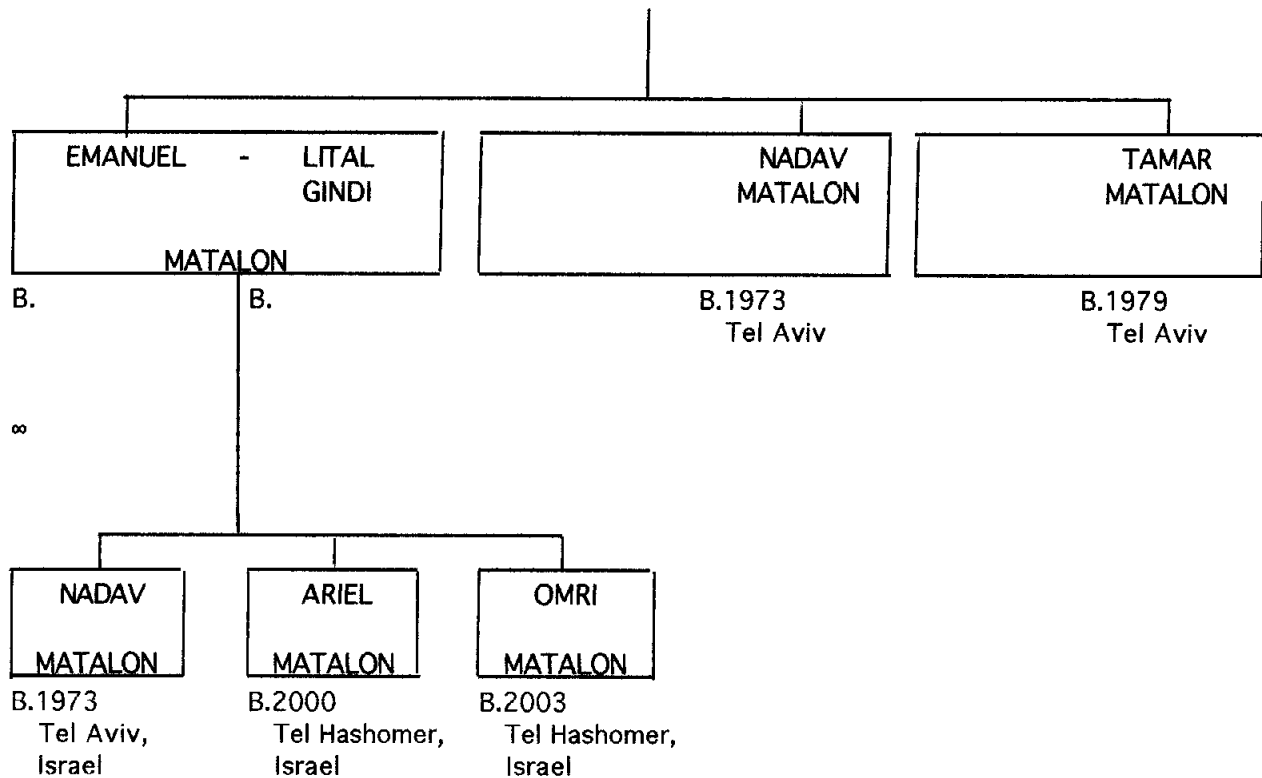 EMANUEL - LITAL
GINDI
MATALON
B. B.
∞
NADAV
MATALON
B.1973
Tel Aviv
TAMAR
MATALON
B.1979
Tel Aviv
NADAV
MATALON
B.1973
Tel Aviv,
Israel
ARIEL
MATALON
B.2000
Tel Hashomer,
Israel
OMRI
MATALON
B.2003
Tel Hashomer,
Israel